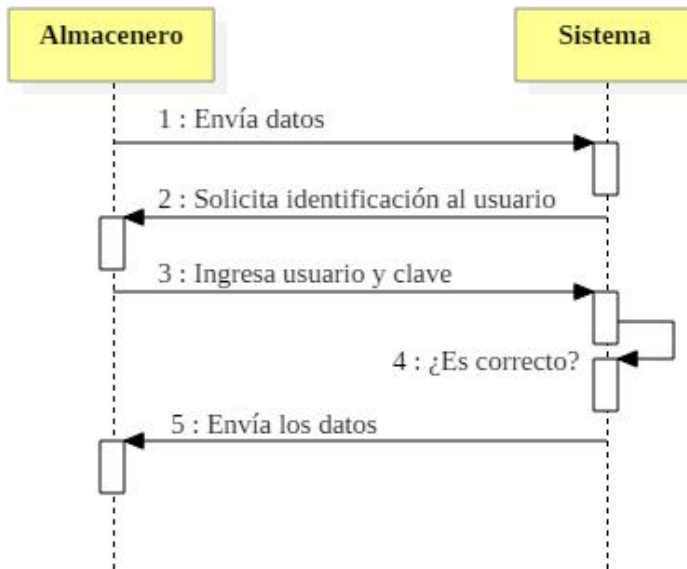 Almacenero
Sistema
1 : Envía datos
2 : Solicita identificación al usuario
3 : Ingresa usuario y clave
4 : ¿Es correcto?
5 : Envía los datos